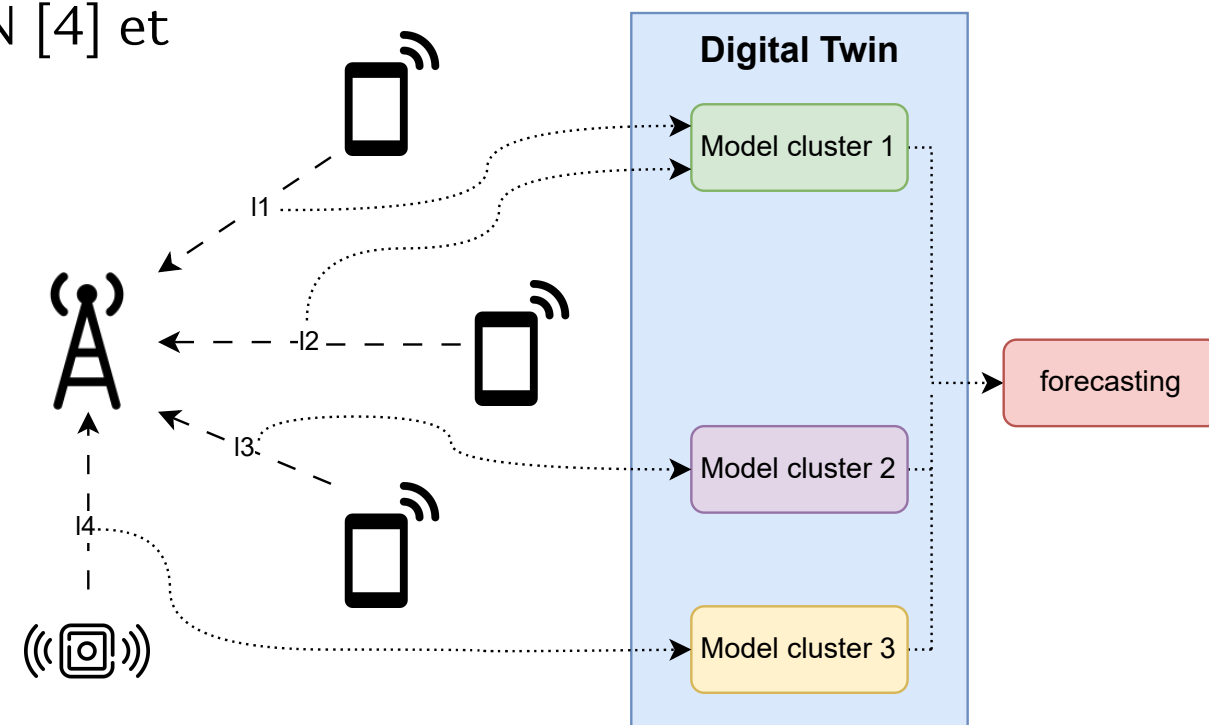 N [4] et
Digital Twin
Model cluster 1
l1
l2
forecasting
l3
Model cluster 2
l4
Model cluster 3